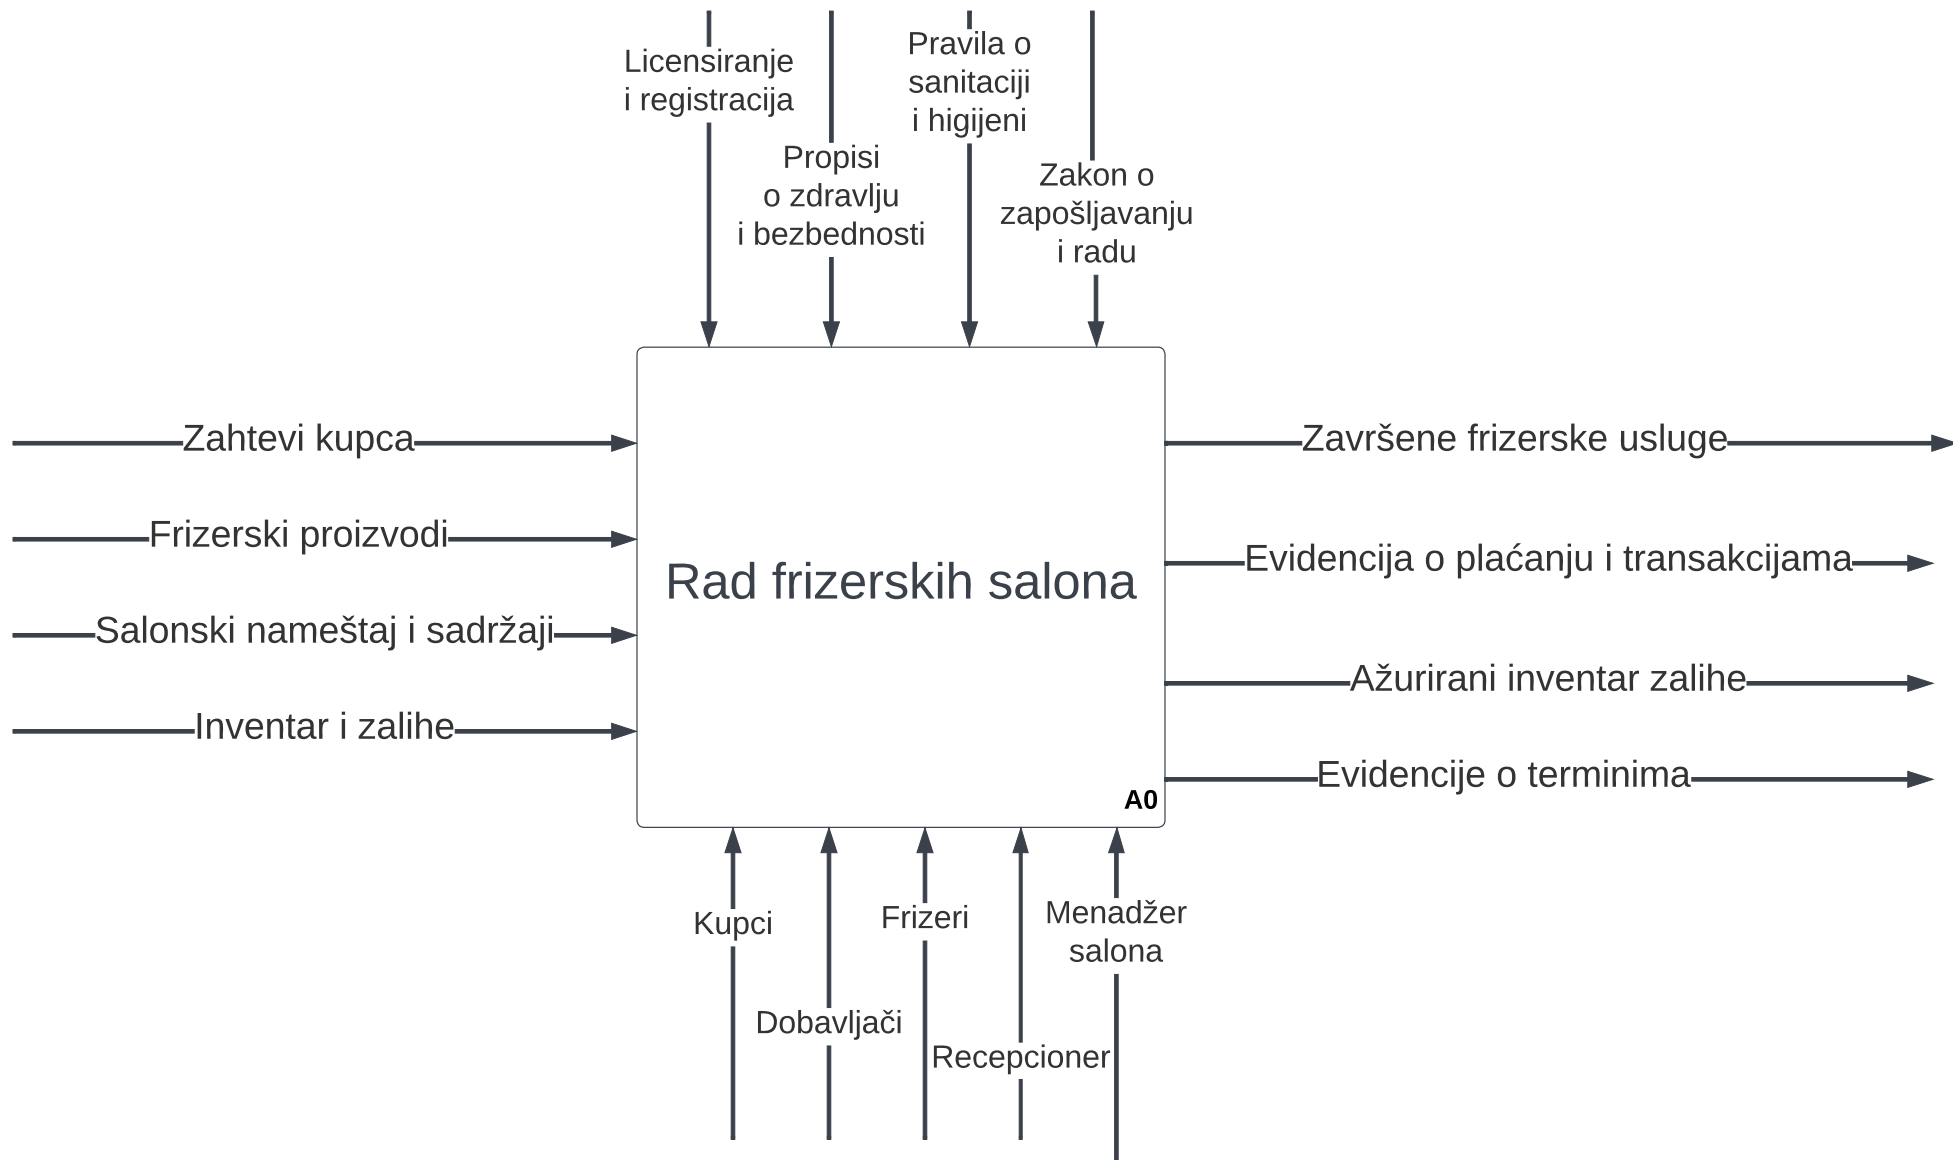 Licensiranje
i registracija
Propisi
o zdravlju
i bezbednosti
Pravila o
sanitaciji
i higijeni
Zakon o
zapošljavanju
i radu
Zahtevi kupca
Frizerski proizvodi
Salonski nameštaj i sadržaji
Inventar i zalihe
Rad frizerskih salona
A0
Završene frizerske usluge
Evidencija o plaćanju i transakcijama
Ažurirani inventar zalihe
Evidencije o terminima
Kupci
Dobavljači
Frizeri
Recepcioner
Menadžer
salona